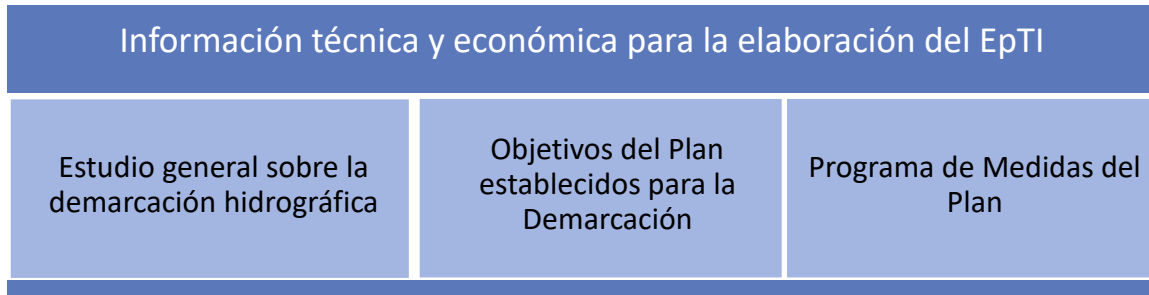 Información técnica y económica para la elaboración del EpTI
Estudio general sobre la
demarcación hidrográfica
Objetivos del Plan
establecidos para la
Demarcación
Programa de Medidas del
Plan